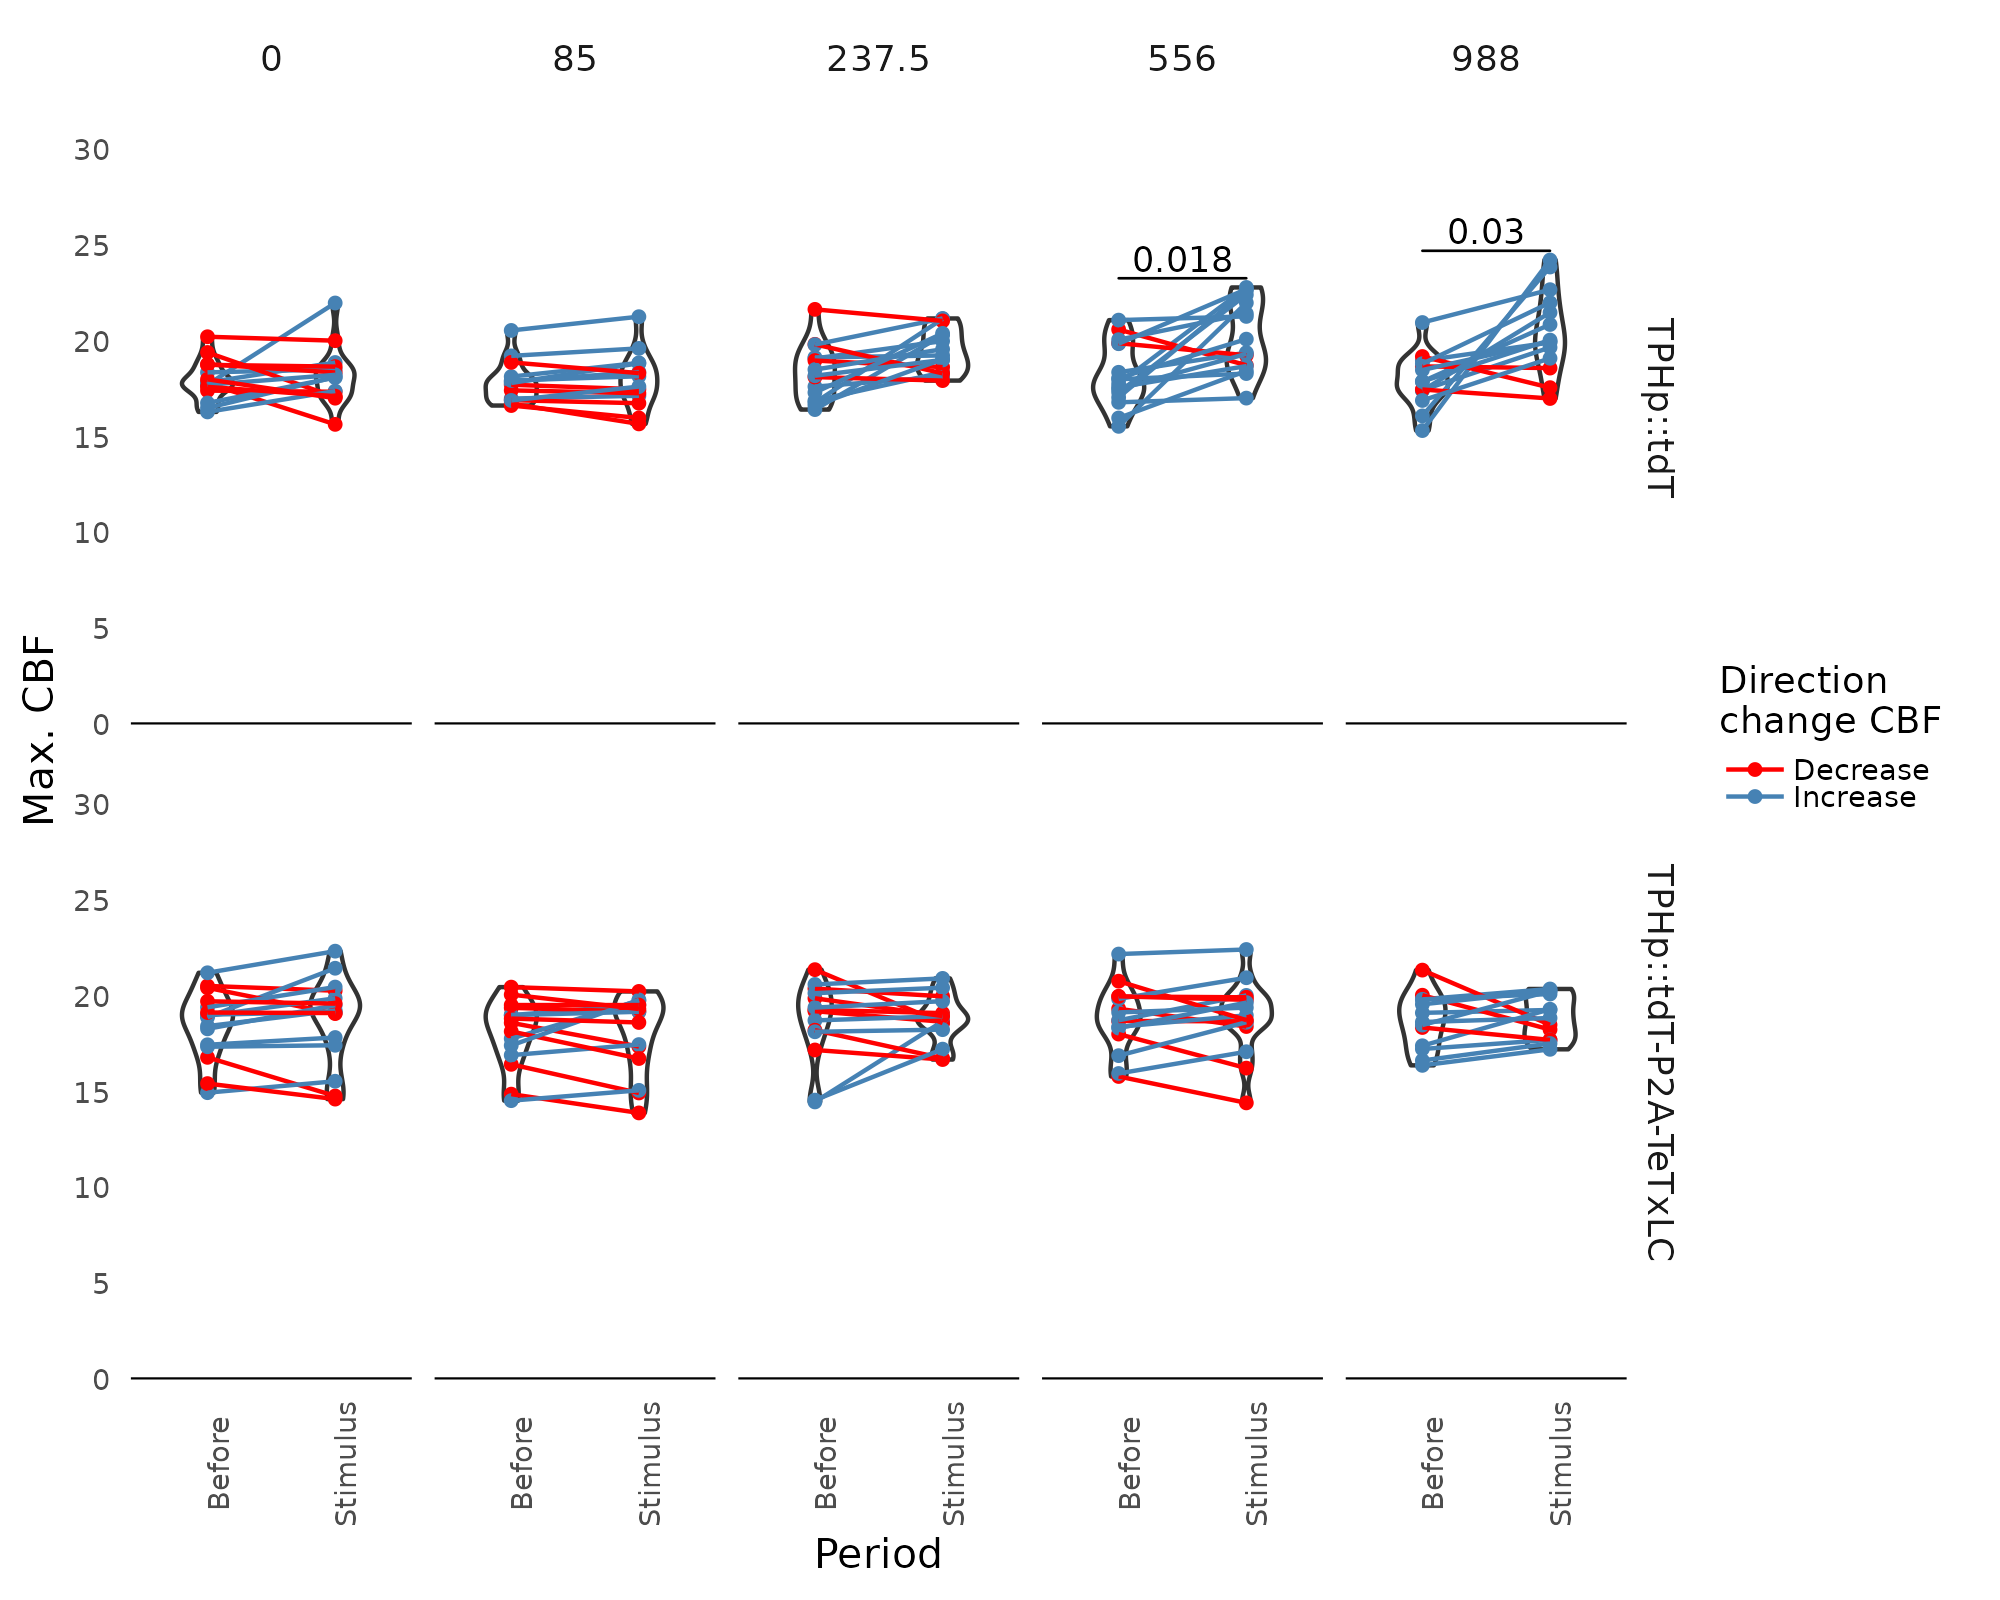 0 85 237.5 556 988
30
25
20
15
10
5
0
0.018
0.03
TPHp::tdT
30
25
20
15
10
5
0
TPHp::tdT-P2A-TeTxLC
Max. CBF
Before Stimulus Before Stimulus Before Stimulus Before Stimulus Before Stimulus
Period
Direction
change CBF
Decrease
Increase